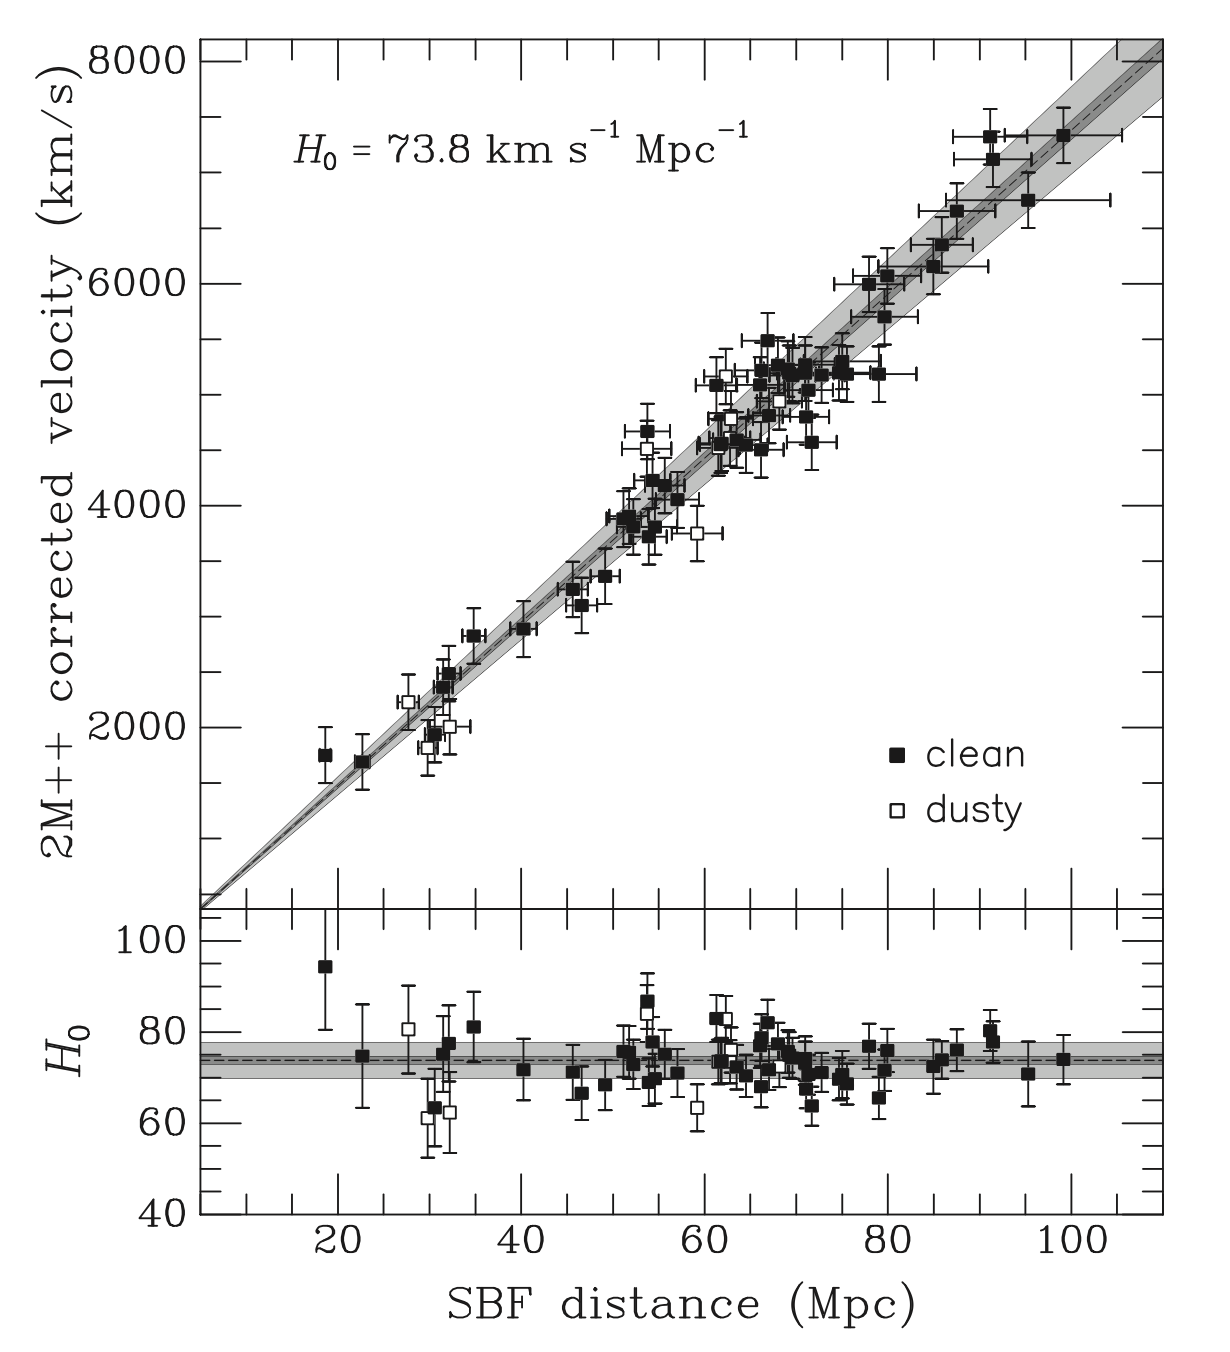 8000
6000
4000
2000
2M++ corrected velocity (km/s)
H₀ = 73.8 km s⁻¹ Mpc⁻¹
clean
dusty
100
80
60
40
H₀
20 40 60 80 100
SBF distance (Mpc)